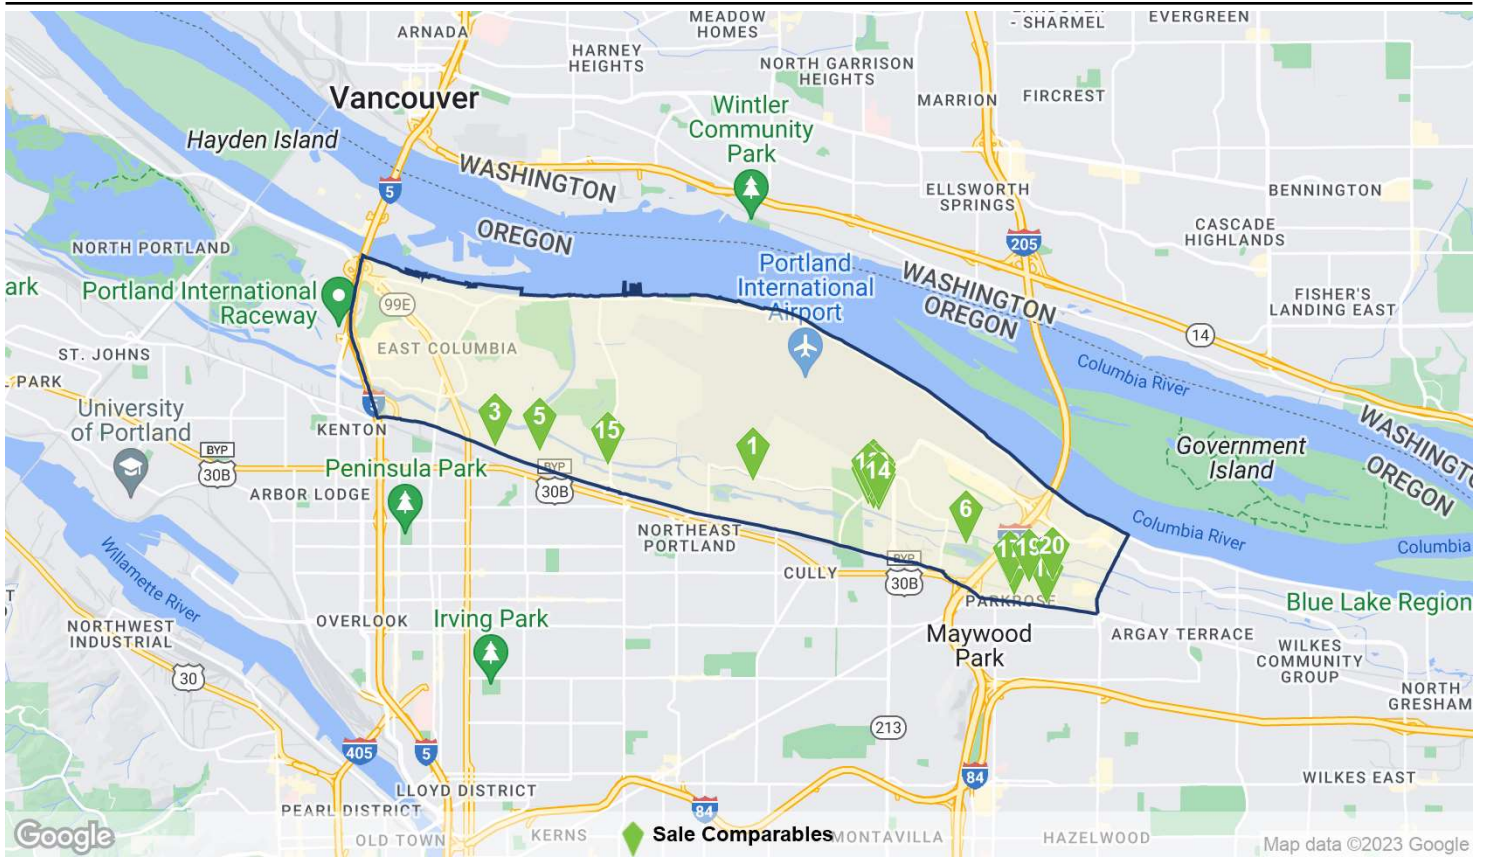 ARNADA
MEADOW
HOMES
- SHARMEL
EVERGREEN
HARNEY
HEIGHTS
NORTH GARRISON
HEIGHTS
Vancouver
MARRION
FIRCREST
Wintler
Community
Park
Hayden Island
WASHINGTON
OREGON
5
ELLSWORTH
SPRINGS
BENNINGTON
CASCADE
HIGHLANDS
205
NORTH PORTLAND
Portland
International
Airport
WASHINGTON
OREGON
ark
Portland International
Raceway
99E
FISHER'S
LANDING EAST
14
EAST COLUMBIA
ST. JOHNS
PARK
Columbia River
University
of Portland
KENTON
3
5
15
1
14
WASHINGTON
OREGON
Government
Island
BYP
30B
Peninsula Park
BYP
30B
ARBOR LODGE
6
NORTHEAST
PORTLAND
Columbia River
Columbia
17
19
20
CULLY
BYP
30B
PARKROSE
Willamette River
Blue Lake Region
NORTHWEST
INDUSTRIAL
OVERLOOK
Irving Park
Maywood
Park
ARGAY TERRACE
WILKES
COMMUNITY
GROUP
30
NORTH
GRESHAM
213
405
5
84
WILKES EAST
LLOYD DISTRICT
PEARL DISTRICT
84
Google
OLD TOWN
KERNS
Sale Comparables
MONTAVILLA
HAZELWOOD
Map data ©2023 Google